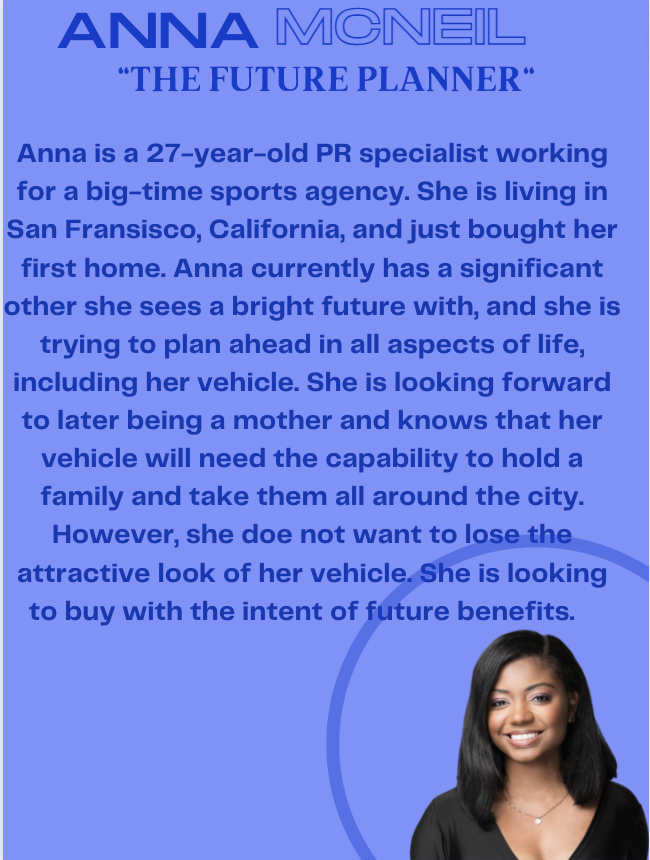 ANNA MCNEIL
“THE FUTURE PLANNER“
Anna is a 27-year-old PR specialist working
for a big-time sports agency. She is living in
San Fransisco, California, and just bought her
first home. Anna currently has a significant
other she sees a bright future with, and she is
trying to plan ahead in all aspects of life,
including her vehicle. She is looking forward
to later being a mother and knows that her
vehicle will need the capability to hold a
family and take them all around the city.
However, she doe not want to lose the
attractive look of her vehicle. She is looking
to buy with the intent of future benefits.